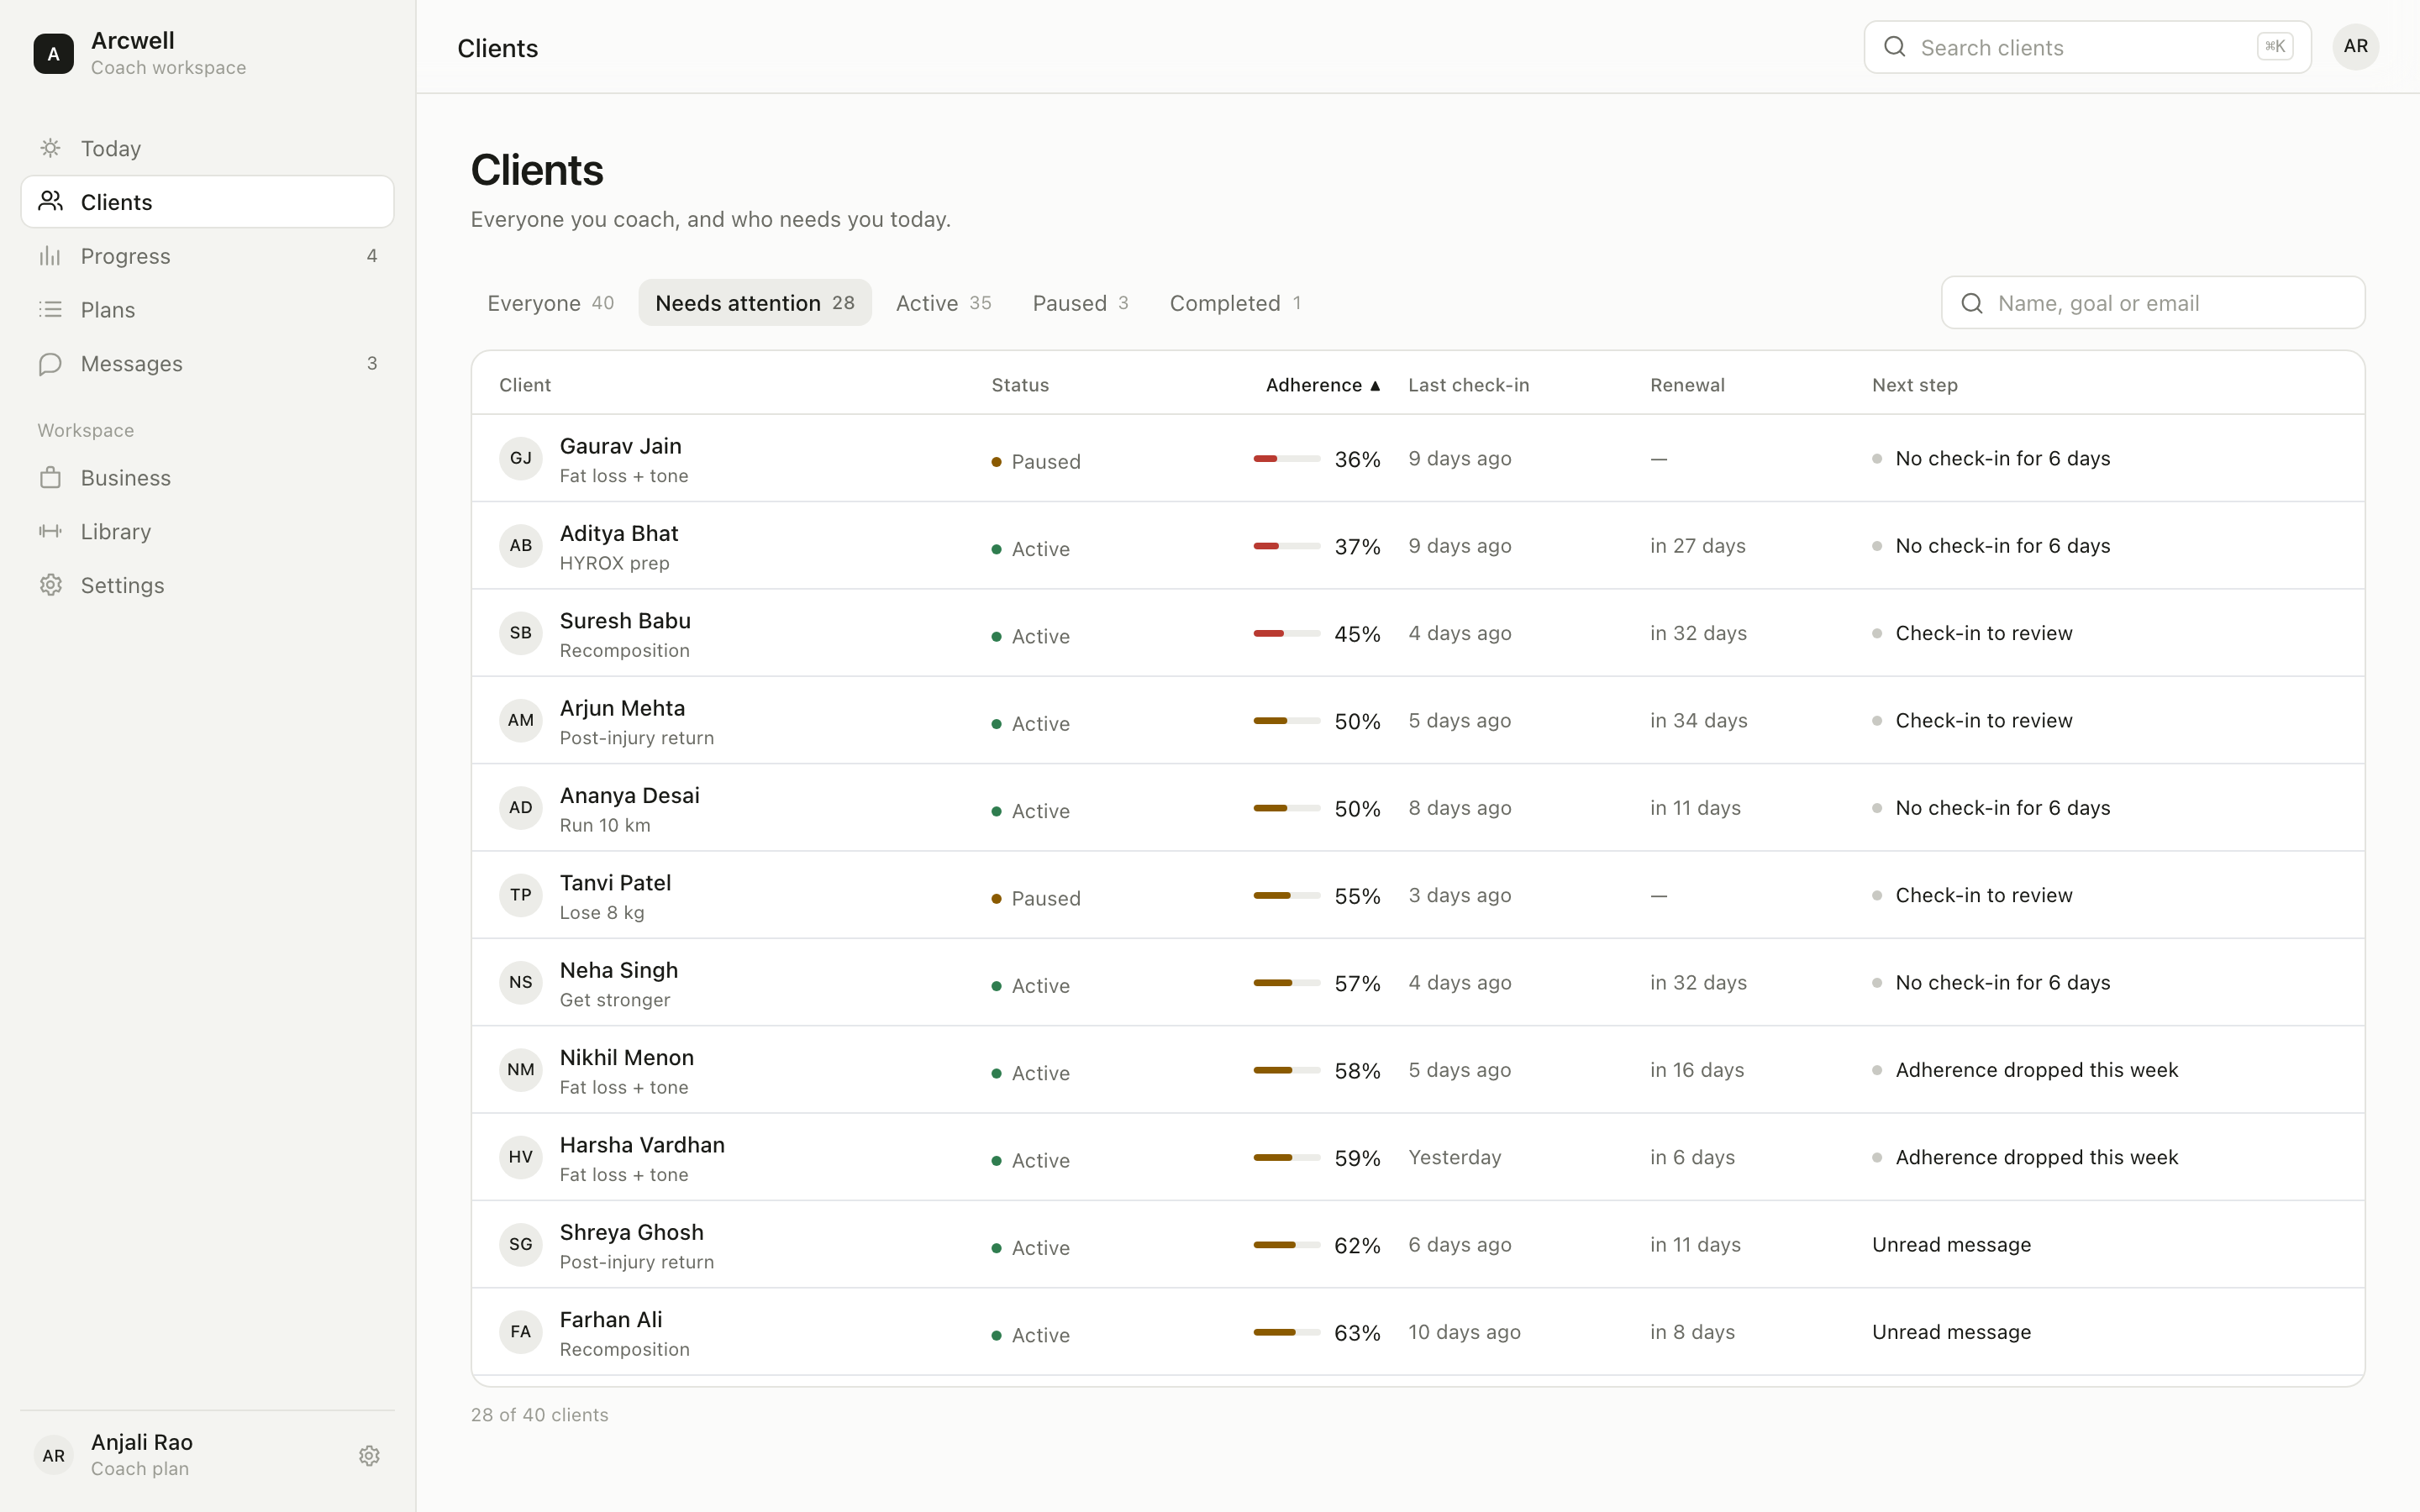 A
Arcwell
Coach workspace
Today
Clients
Progress 4
Plans
Messages 3
Workspace
Business
Library
Settings
AR
Anjali Rao
Coach plan
Clients
Search clients ⌘K
AR
Clients
Everyone you coach, and who needs you today.
Everyone 40 Needs attention 28 Active 35 Paused 3 Completed 1
Name, goal or email
Client Status Adherence ▲ Last check-in Renewal Next step
GJ Gaurav Jain Paused 36% 9 days ago — No check-in for 6 days
Fat loss + tone
AB Aditya Bhat Active 37% 9 days ago in 27 days No check-in for 6 days
HYROX prep
SB Suresh Babu Active 45% 4 days ago in 32 days Check-in to review
Recomposition
AM Arjun Mehta Active 50% 5 days ago in 34 days Check-in to review
Post-injury return
AD Ananya Desai Active 50% 8 days ago in 11 days No check-in for 6 days
Run 10 km
TP Tanvi Patel Paused 55% 3 days ago — Check-in to review
Lose 8 kg
NS Neha Singh Active 57% 4 days ago in 32 days No check-in for 6 days
Get stronger
NM Nikhil Menon Active 58% 5 days ago in 16 days Adherence dropped this week
Fat loss + tone
HV Harsha Vardhan Active 59% Yesterday in 6 days Adherence dropped this week
Fat loss + tone
SG Shreya Ghosh Active 62% 6 days ago in 11 days Unread message
Post-injury return
FA Farhan Ali Active 63% 10 days ago in 8 days Unread message
Recomposition
28 of 40 clients